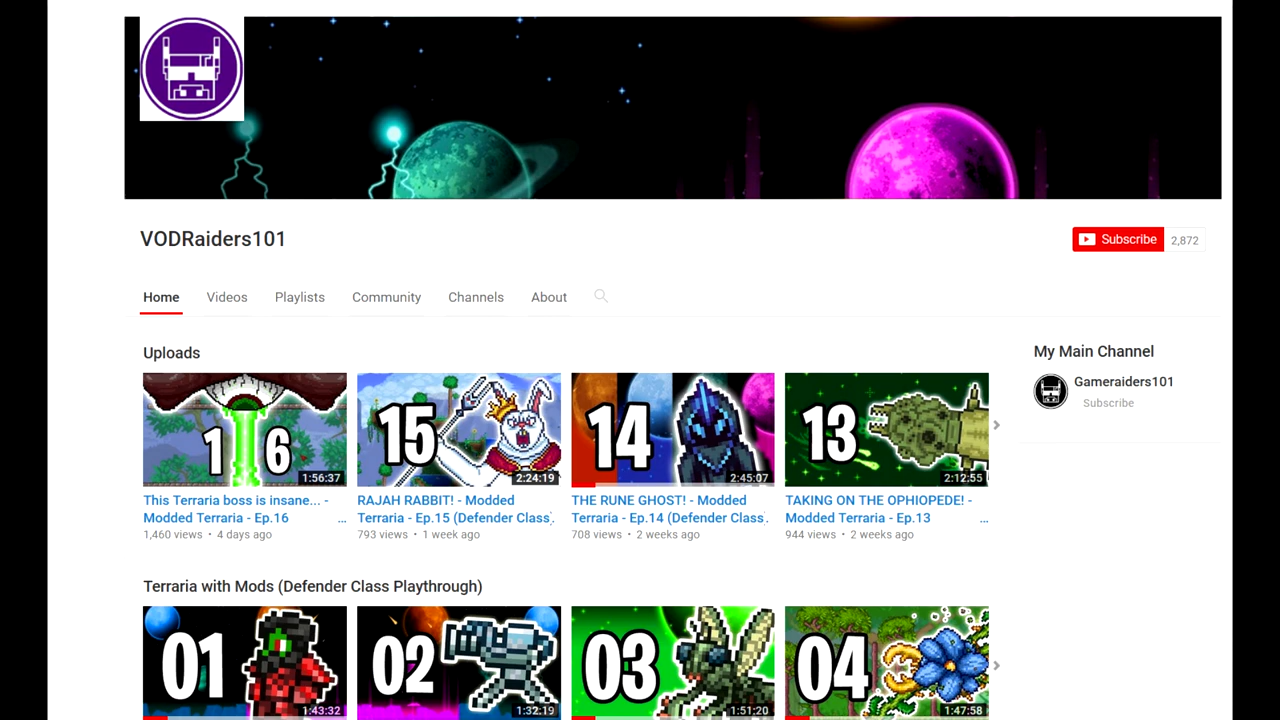 VODRaiders101
Subscribe 2,872
Home Videos Playlists Community Channels About
Uploads
My Main Channel
Gameraiders101
Subscribe
1 6
1:56:37
15
2:24:19
14
2:45:07
13
2:12:55
This Terraria boss is insane... -
Modded Terraria - Ep.16 ...
1,460 views • 4 days ago
RAJAH RABBIT! - Modded
Terraria - Ep.15 (Defender Class).
793 views • 1 week ago
THE RUNE GHOST! - Modded
Terraria - Ep.14 (Defender Class.
708 views • 2 weeks ago
TAKING ON THE OPHIOPEDE! -
Modded Terraria - Ep.13 ...
944 views • 2 weeks ago
Terraria with Mods (Defender Class Playthrough)
01
1:43:32
02
1:32:19
03
1:51:20
04
1:47:58